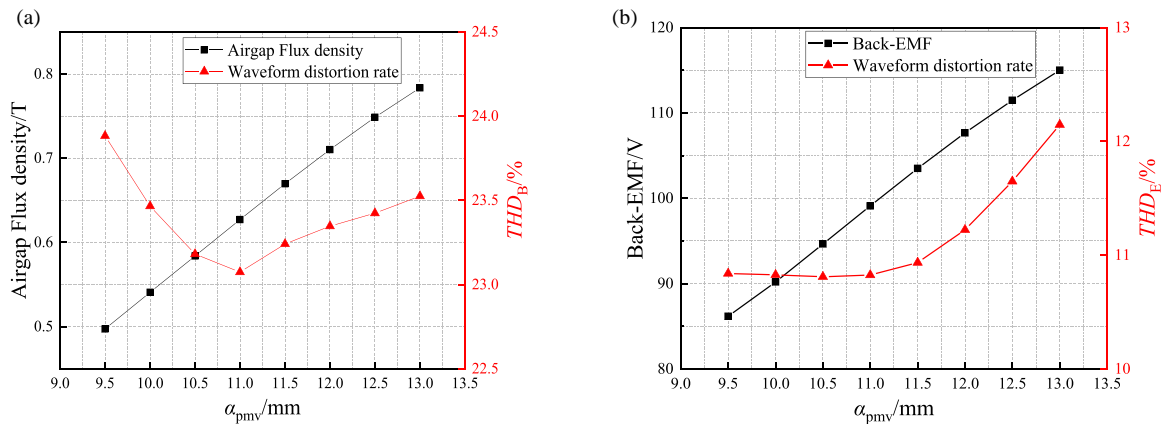 (a)
Airgap Flux density
Waveform distortion rate
Airgap Flux density/T
0.8
0.7
0.6
0.5
24.5
24.0
23.5
23.0
22.5
THD_B/%
9.0 9.5 10.0 10.5 11.0 11.5 12.0 12.5 13.0 13.5
α_pmv/mm
(b)
Back-EMF
Waveform distortion rate
Back-EMF/V
120
110
100
90
80
13
12
11
10
THD_E/%
9.0 9.5 10.0 10.5 11.0 11.5 12.0 12.5 13.0 13.5
α_pmv/mm